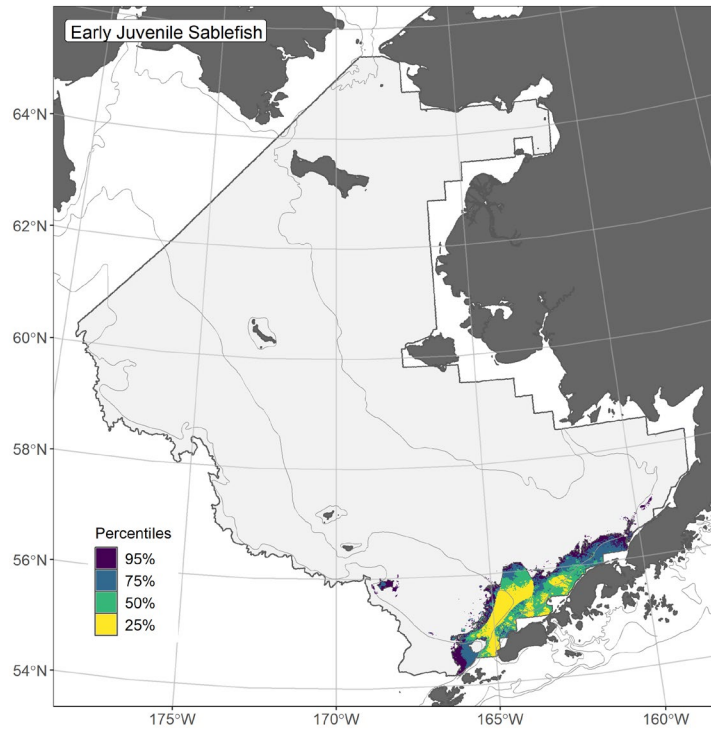 Early Juvenile Sablefish
64°N
62°N
60°N
58°N
56°N
54°N
Percentiles
95%
75%
50%
25%
175°W
170°W
165°W
160°W